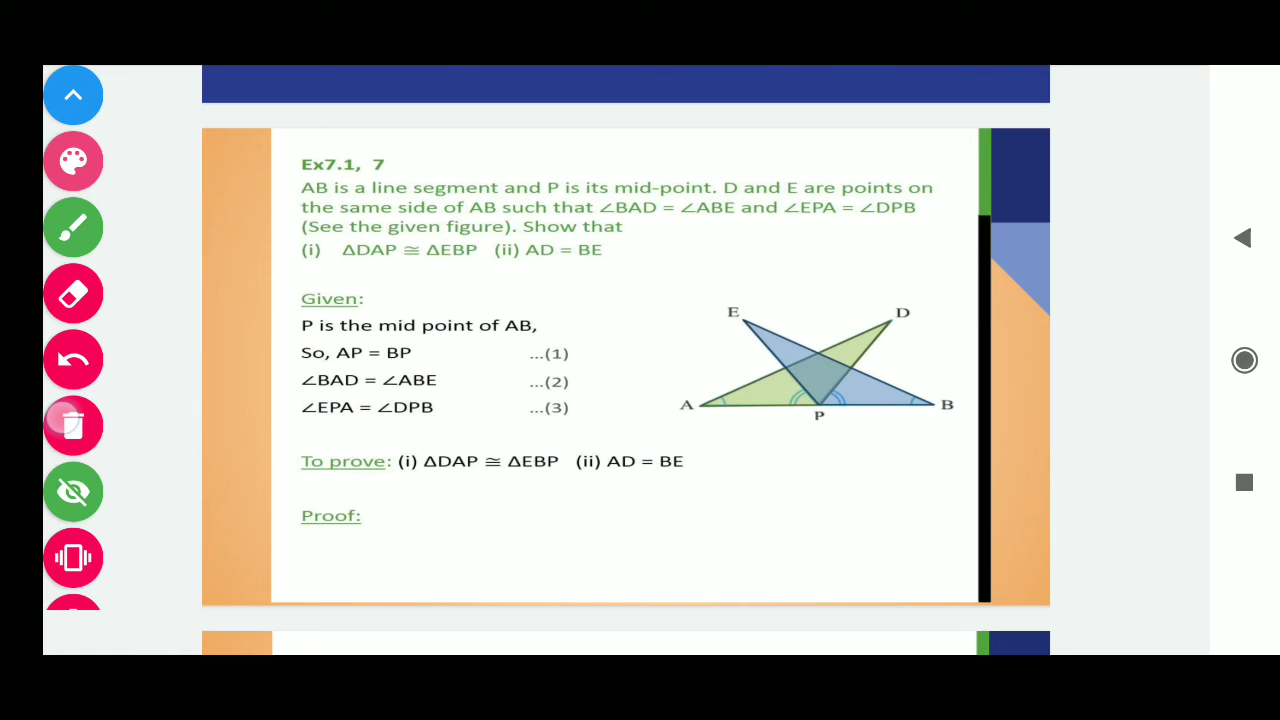 Ex7.1, 7
AB is a line segment and P is its mid-point. D and E are points on
the same side of AB such that ∠BAD = ∠ABE and ∠EPA = ∠DPB
(See the given figure). Show that
(i) ΔDAP ≅ ΔEBP (ii) AD = BE
Given:
P is the mid point of AB,
So, AP = BP ...(1)
∠BAD = ∠ABE ...(2)
∠EPA = ∠DPB ...(3)
E
D
A
B
P
To prove: (i) ΔDAP ≅ ΔEBP (ii) AD = BE
Proof: